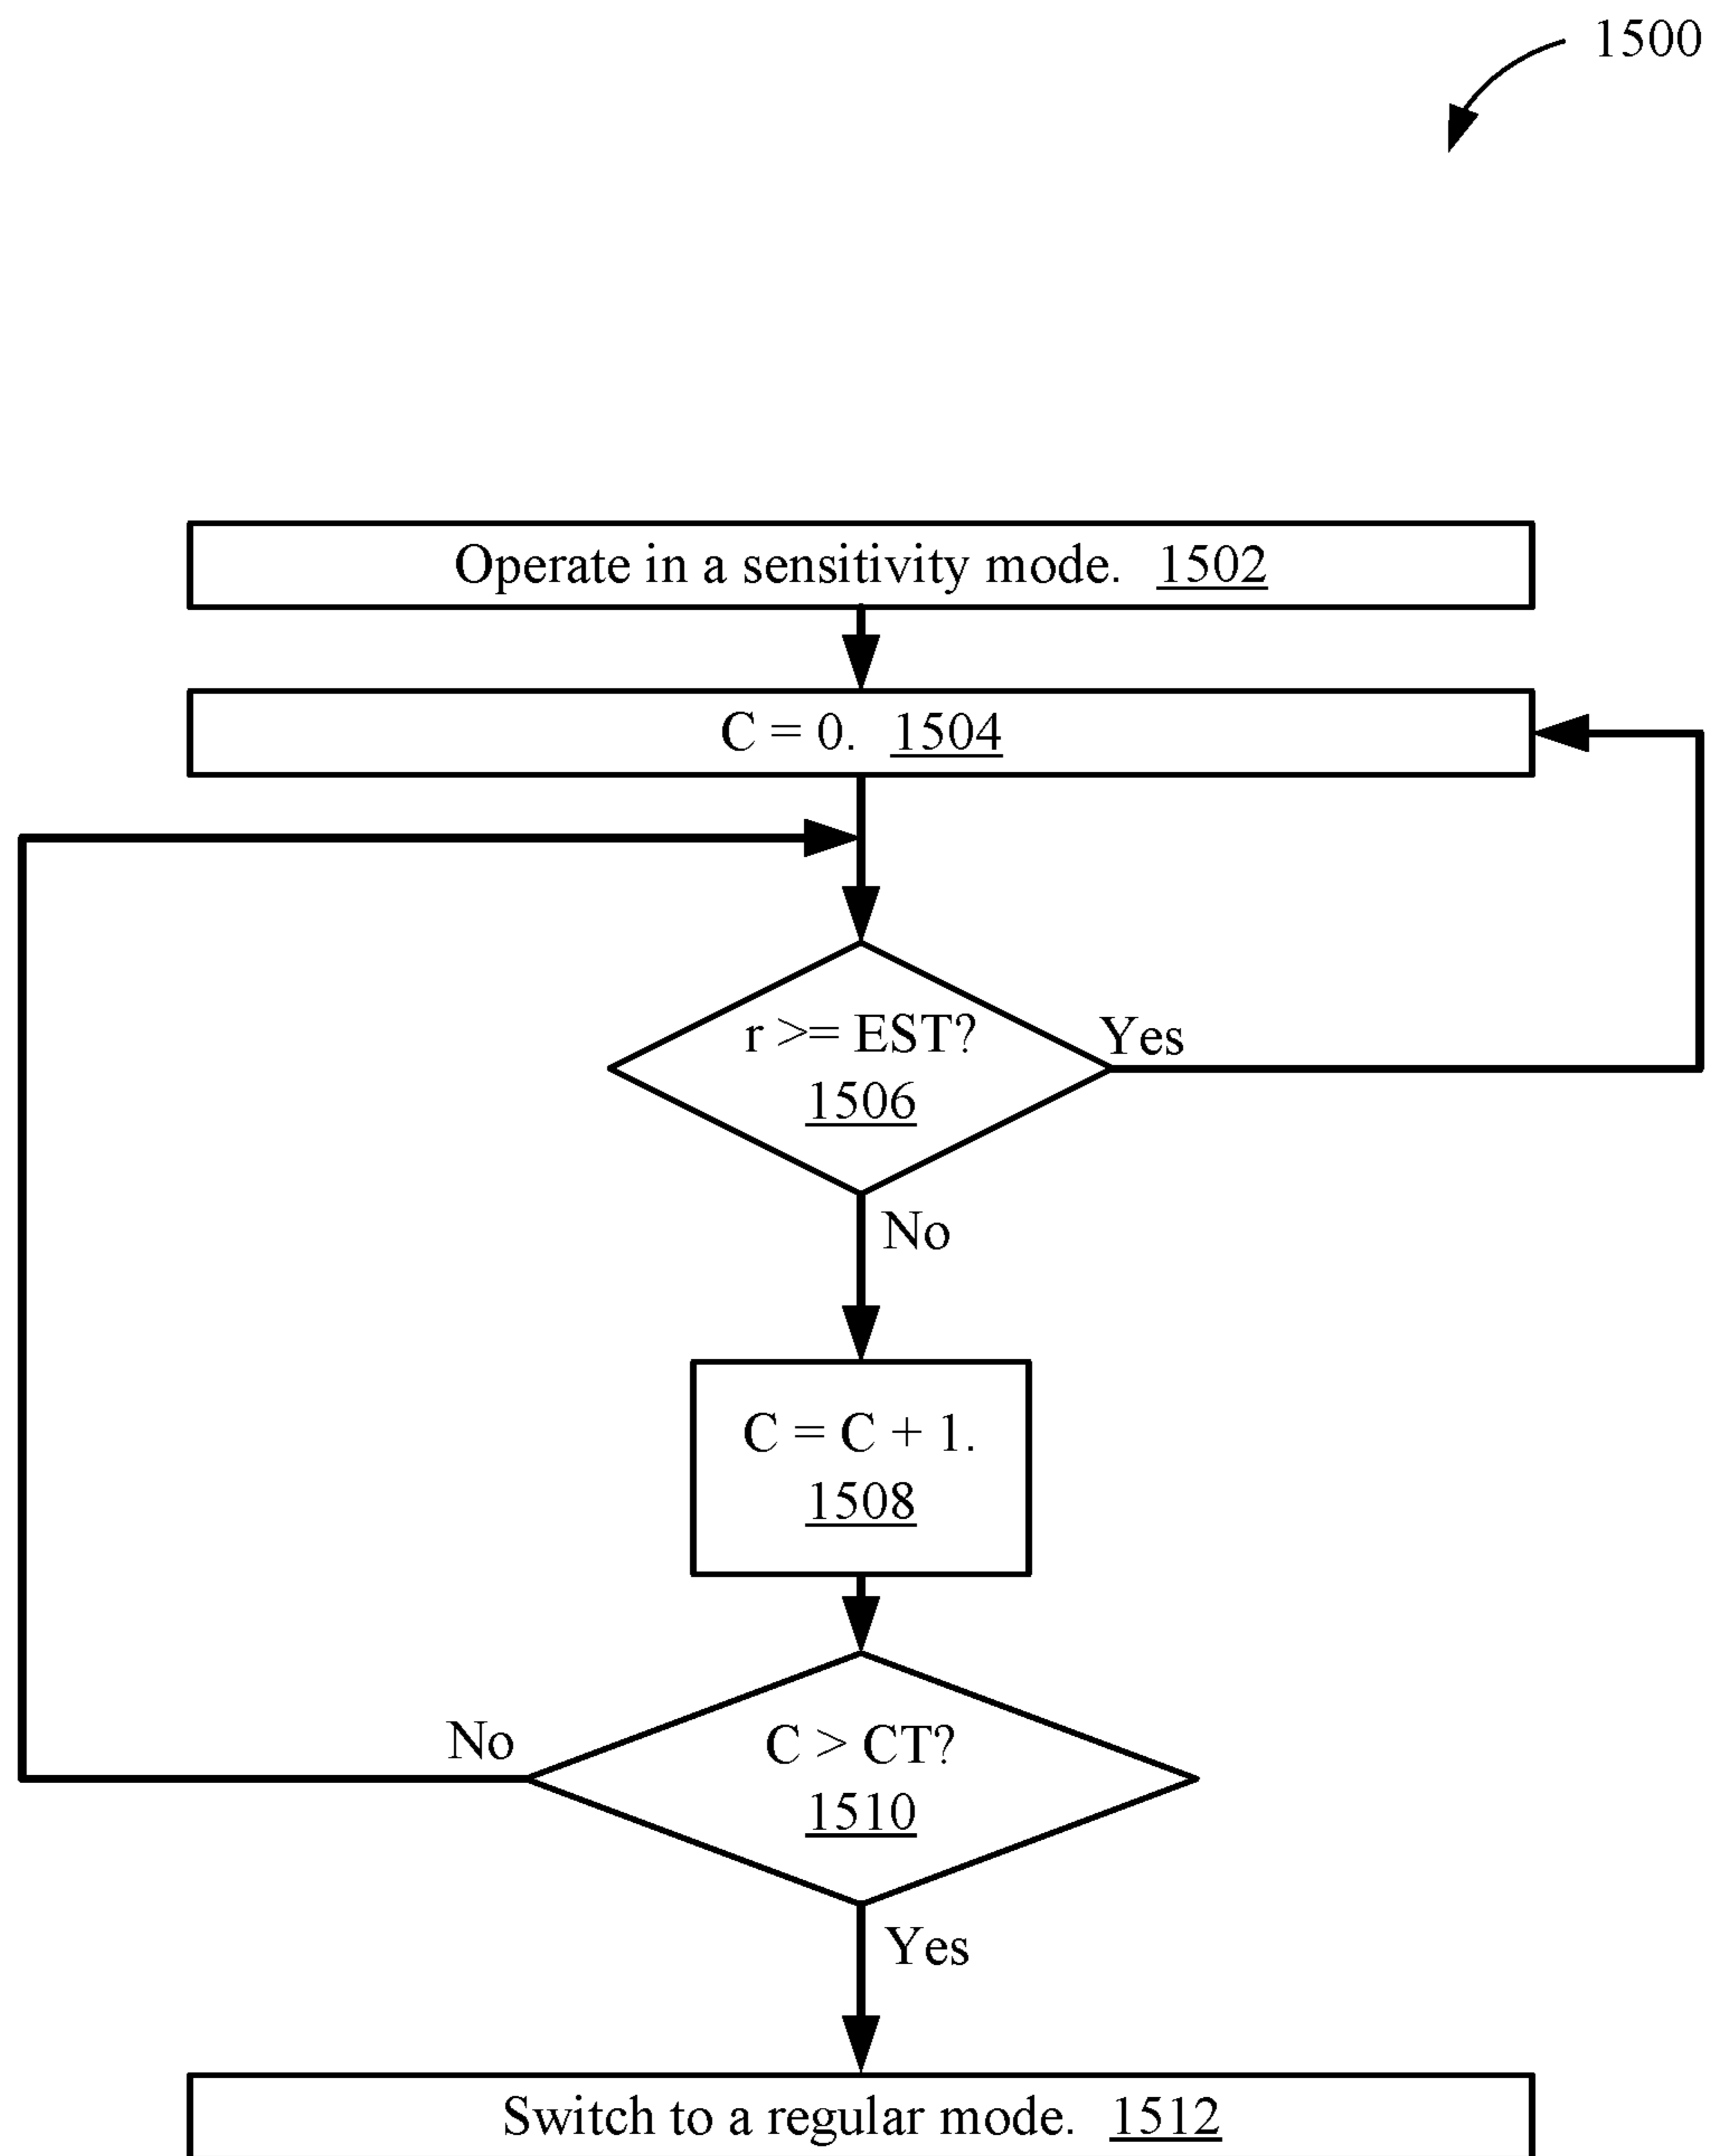 1500
Operate in a sensitivity mode. 1502
C = 0. 1504
r >= EST?
Yes
1506
No
C = C + 1.
1508
No
C > CT?
1510
Yes
Switch to a regular mode. 1512